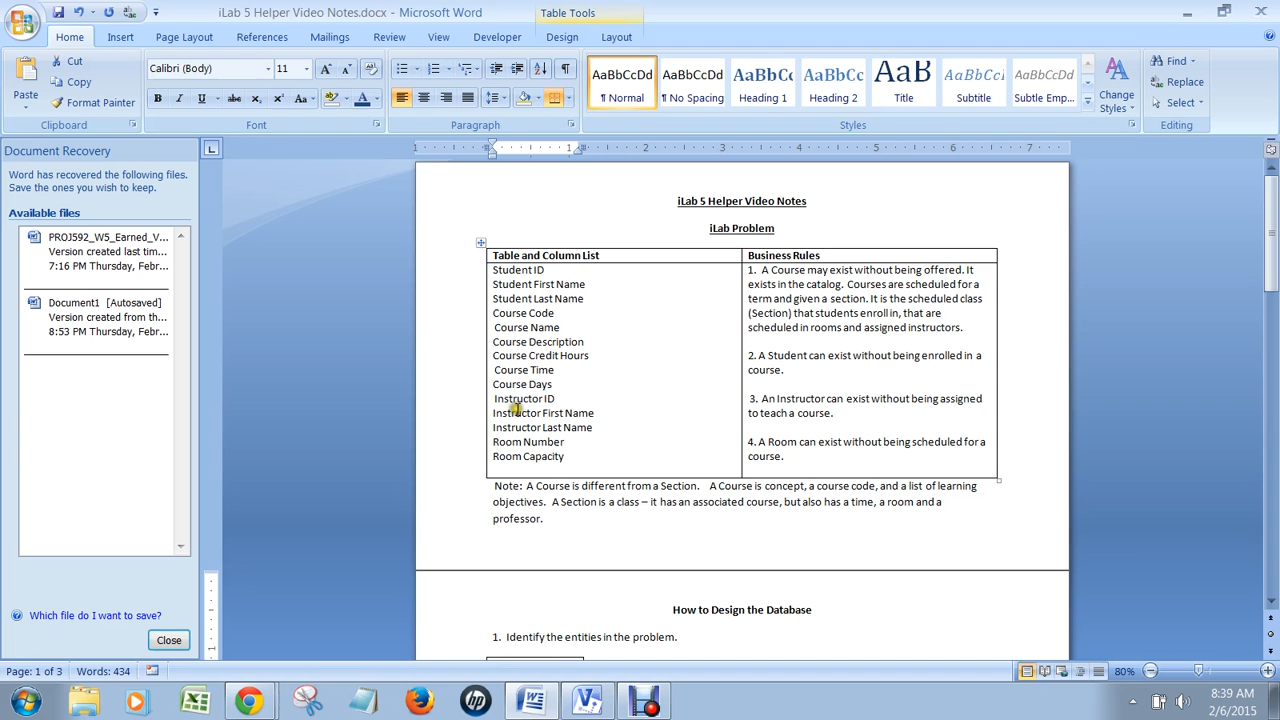 iLab 5 Helper Video Notes.docx - Microsoft Word
Table Tools
Home Insert Page Layout References Mailings Review View Developer Design Layout
Paste
Cut
Copy
Format Painter
Clipboard
Calibri (Body) 11
Font
Paragraph
AaBbCcDd AaBbCcDd AaBbCc AaBbCc AaB AaBbCcI AaBbCcDd
¶ Normal ¶ No Spacing Heading 1 Heading 2 Title Subtitle Subtle Emp...
Styles
Change
Styles
Find
Replace
Select
Editing
Document Recovery
Word has recovered the following files.
Save the ones you wish to keep.
Available files
PROJ592_W5_Earned_V...
Version created last tim...
7:16 PM Thursday, Febr...
Document1 [Autosaved]
Version created from th...
8:53 PM Thursday, Febr...
Which file do I want to save?
Close
1 1 2 3 4 5 6 7
iLab 5 Helper Video Notes
iLab Problem
Table and Column List
Student ID
Student First Name
Student Last Name
Course Code
Course Name
Course Description
Course Credit Hours
Course Time
Course Days
Instructor ID
Instructor First Name
Instructor Last Name
Room Number
Room Capacity
Business Rules
1. A Course may exist without being offered. It
exists in the catalog. Courses are scheduled for a
term and given a section. It is the scheduled class
(Section) that students enroll in, that are
scheduled in rooms and assigned instructors.
2. A Student can exist without being enrolled in a
course.
3. An Instructor can exist without being assigned
to teach a course.
4. A Room can exist without being scheduled for a
course.
Note: A Course is different from a Section. A Course is concept, a course code, and a list of learning
objectives. A Section is a class – it has an associated course, but also has a time, a room and a
professor.
How to Design the Database
1. Identify the entities in the problem.
Page: 1 of 3 Words: 434
80%
8:39 AM
2/6/2015